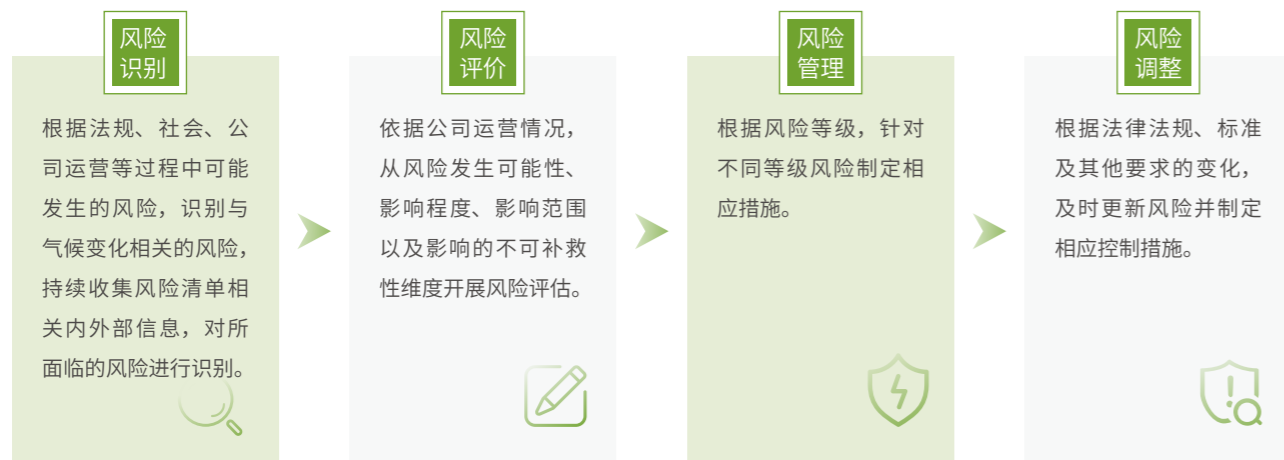 风险
识别
根据法规、社会、公
司运营等过程中可能
发生的风险，识别与
气候变化相关的风险，
持续收集风险清单相
关内外部信息，对所
面临的风险进行识别。
风险
评价
依据公司运营情况，
从风险发生可能性、
影响程度、影响范围
以及影响的不可补救
性维度开展风险评估。
风险
管理
根据风险等级，针对
不同等级风险制定相
应措施。
风险
调整
根据法律法规、标准
及其他要求的变化，
及时更新风险并制定
相应控制措施。